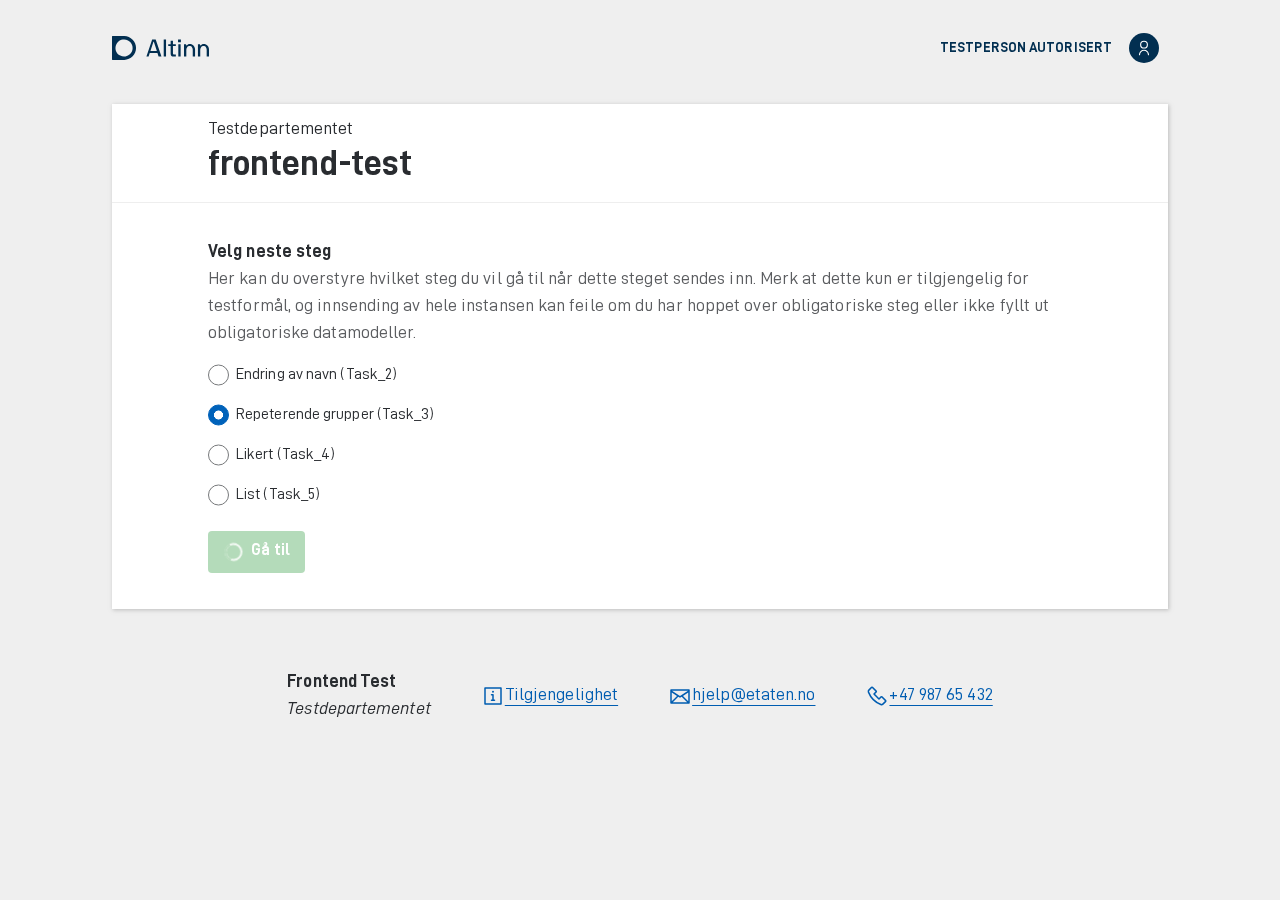 Altinn
TESTPERSON AUTORISERT
Testdepartementet
frontend-test
Velg neste steg
Her kan du overstyre hvilket steg du vil gå til når dette steget sendes inn. Merk at dette kun er tilgjengelig for
testformål, og innsending av hele instansen kan feile om du har hoppet over obligatoriske steg eller ikke fyllt ut
obligatoriske datamodeller.
Endring av navn (Task_2)
Repeterende grupper (Task_3)
Likert (Task_4)
List (Task_5)
Gå til
Frontend Test
Testdepartementet
Tilgjengelighet
hjelp@etaten.no
+47 987 65 432